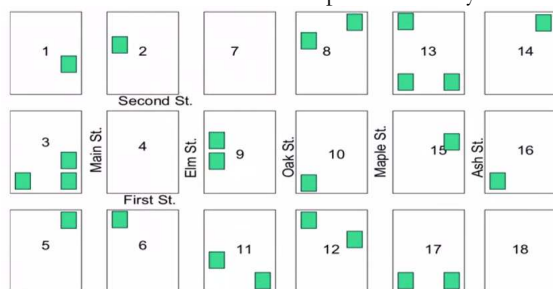 1 2 7 8 13 14
Second St.
3 Main St. 4 Elm St. 9 Oak St. 10 Maple St. 15 Ash St. 16
First St.
5 6 11 12 17 18